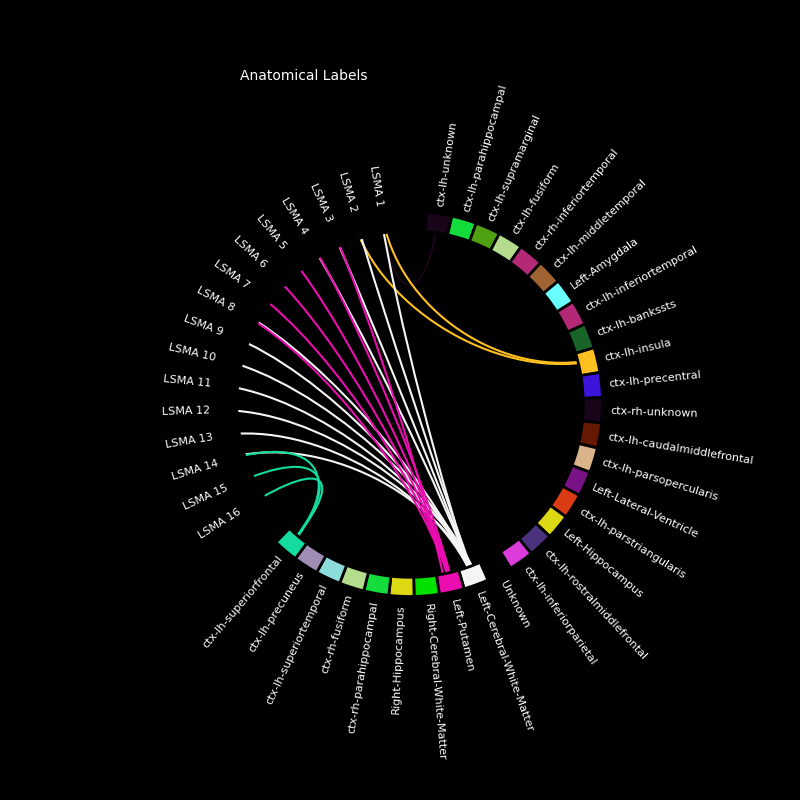 Anatomical Labels
ctx-lh-unknown
ctx-lh-parahippocampal
ctx-lh-supramarginal
ctx-lh-fusiform
ctx-rh-inferiortemporal
ctx-lh-middletemporal
Left-Amygdala
ctx-lh-inferiortemporal
ctx-lh-bankssts
ctx-lh-insula
ctx-lh-precentral
ctx-rh-unknown
ctx-lh-caudalmiddlefrontal
ctx-lh-parsopercularis
Left-Lateral-Ventricle
ctx-lh-parstriangularis
Left-Hippocampus
ctx-lh-rostralmiddlefrontal
ctx-lh-inferiorparietal
Unknown
Left-Cerebral-White-Matter
Left-Putamen
Right-Cerebral-White-Matter
Right-Hippocampus
ctx-rh-parahippocampal
ctx-rh-fusiform
ctx-lh-superiortemporal
ctx-lh-precuneus
ctx-lh-superiorfrontal
LSMA 16
LSMA 15
LSMA 14
LSMA 13
LSMA 12
LSMA 11
LSMA 10
LSMA 9
LSMA 8
LSMA 7
LSMA 6
LSMA 5
LSMA 4
LSMA 3
LSMA 2
LSMA 1